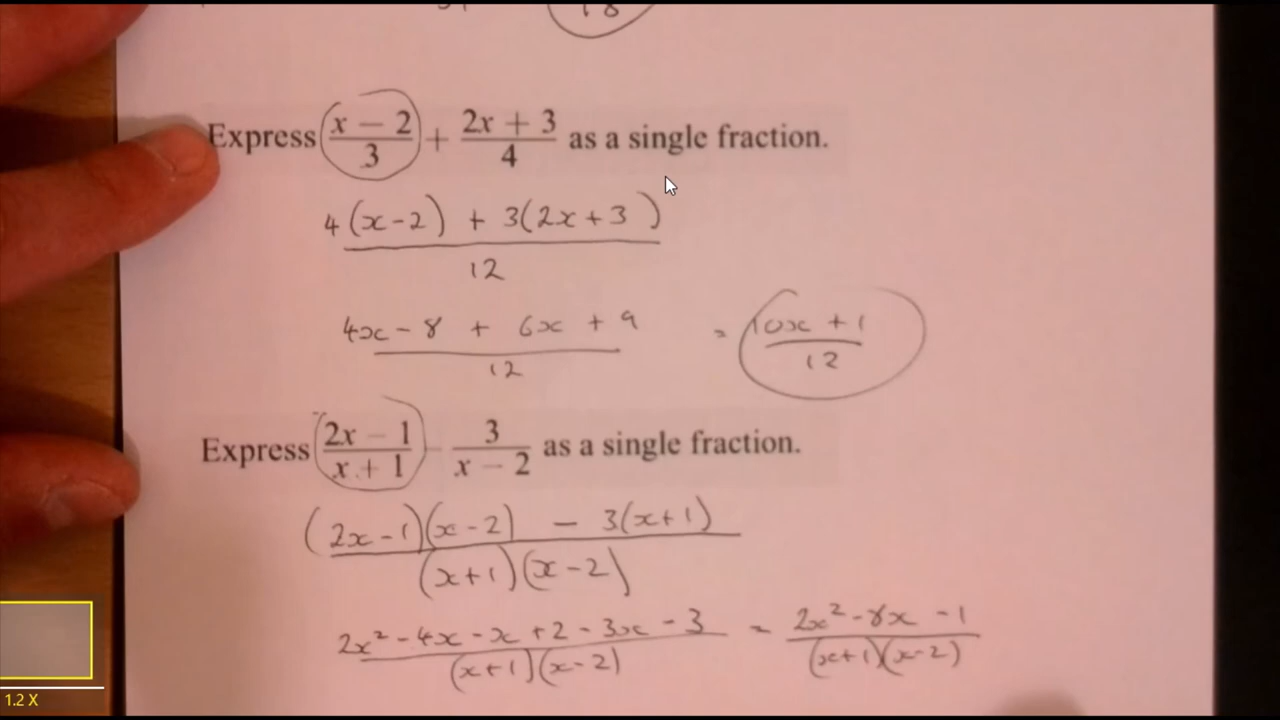 18
Express (x − 2)/3 + (2x + 3)/4 as a single fraction.
(4(x-2) + 3(2x+3))/12
(4x-8 + 6x + 9)/12 = (10x + 1)/12
Express (2x − 1)/(x + 1) − 3/(x − 2) as a single fraction.
((2x-1)(x-2) - 3(x+1))/((x+1)(x-2))
(2x²-4x-x+2-3x-3)/((x+1)(x-2)) = (2x²-8x-1)/((x+1)(x-2))
1.2 X